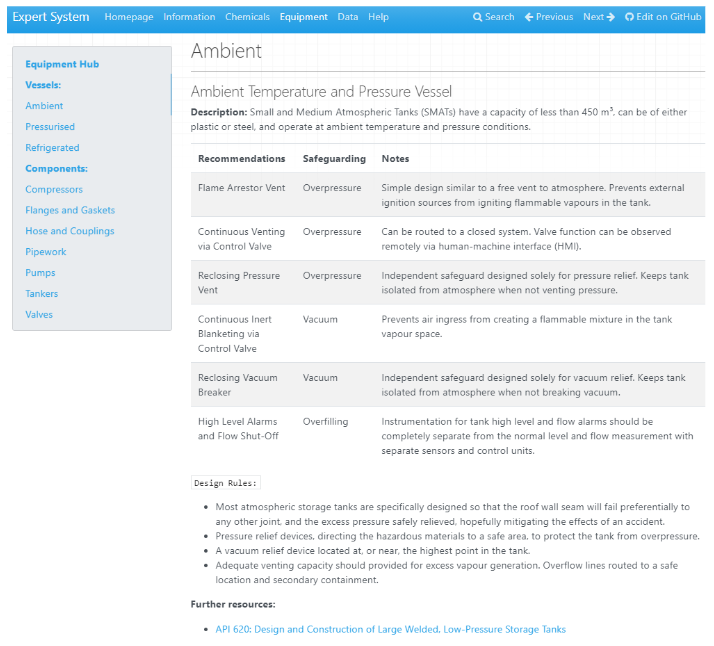 Expert System Homepage Information Chemicals Equipment Data Help Search Previous Next Edit on GitHub
Equipment Hub
Vessels:
Ambient
Pressurised
Refrigerated
Components:
Compressors
Flanges and Gaskets
Hose and Couplings
Pipework
Pumps
Tankers
Valves
Ambient
Ambient Temperature and Pressure Vessel
Description: Small and Medium Atmospheric Tanks (SMATs) have a capacity of less than 450 m³, can be of either
plastic or steel, and operate at ambient temperature and pressure conditions.
Recommendations Safeguarding Notes
Flame Arrestor Vent Overpressure Simple design similar to a free vent to atmosphere. Prevents external
ignition sources from igniting flammable vapours in the tank.
Continuous Venting Overpressure Can be routed to a closed system. Valve function can be observed
via Control Valve remotely via human-machine interface (HMI).
Reclosing Pressure Overpressure Independent safeguard designed solely for pressure relief. Keeps tank
Vent isolated from atmosphere when not venting pressure.
Continuous Inert Vacuum Prevents air ingress from creating a flammable mixture in the tank
Blanketing via vapour space.
Control Valve
Reclosing Vacuum Vacuum Independent safeguard designed solely for vacuum relief. Keeps tank
Breaker isolated from atmosphere when not breaking vacuum.
High Level Alarms Overfilling Instrumentation for tank high level and flow alarms should be
and Flow Shut-Off completely separate from the normal level and flow measurement with
separate sensors and control units.
Design Rules:
• Most atmospheric storage tanks are specifically designed so that the roof wall seam will fail preferentially to
any other joint, and the excess pressure safely relieved, hopefully mitigating the effects of an accident.
• Pressure relief devices, directing the hazardous materials to a safe area, to protect the tank from overpressure.
• A vacuum relief device located at, or near, the highest point in the tank.
• Adequate venting capacity should provided for excess vapour generation, Overflow lines routed to a safe
location and secondary containment.
Further resources:
• API 620: Design and Construction of Large Welded, Low-Pressure Storage Tanks